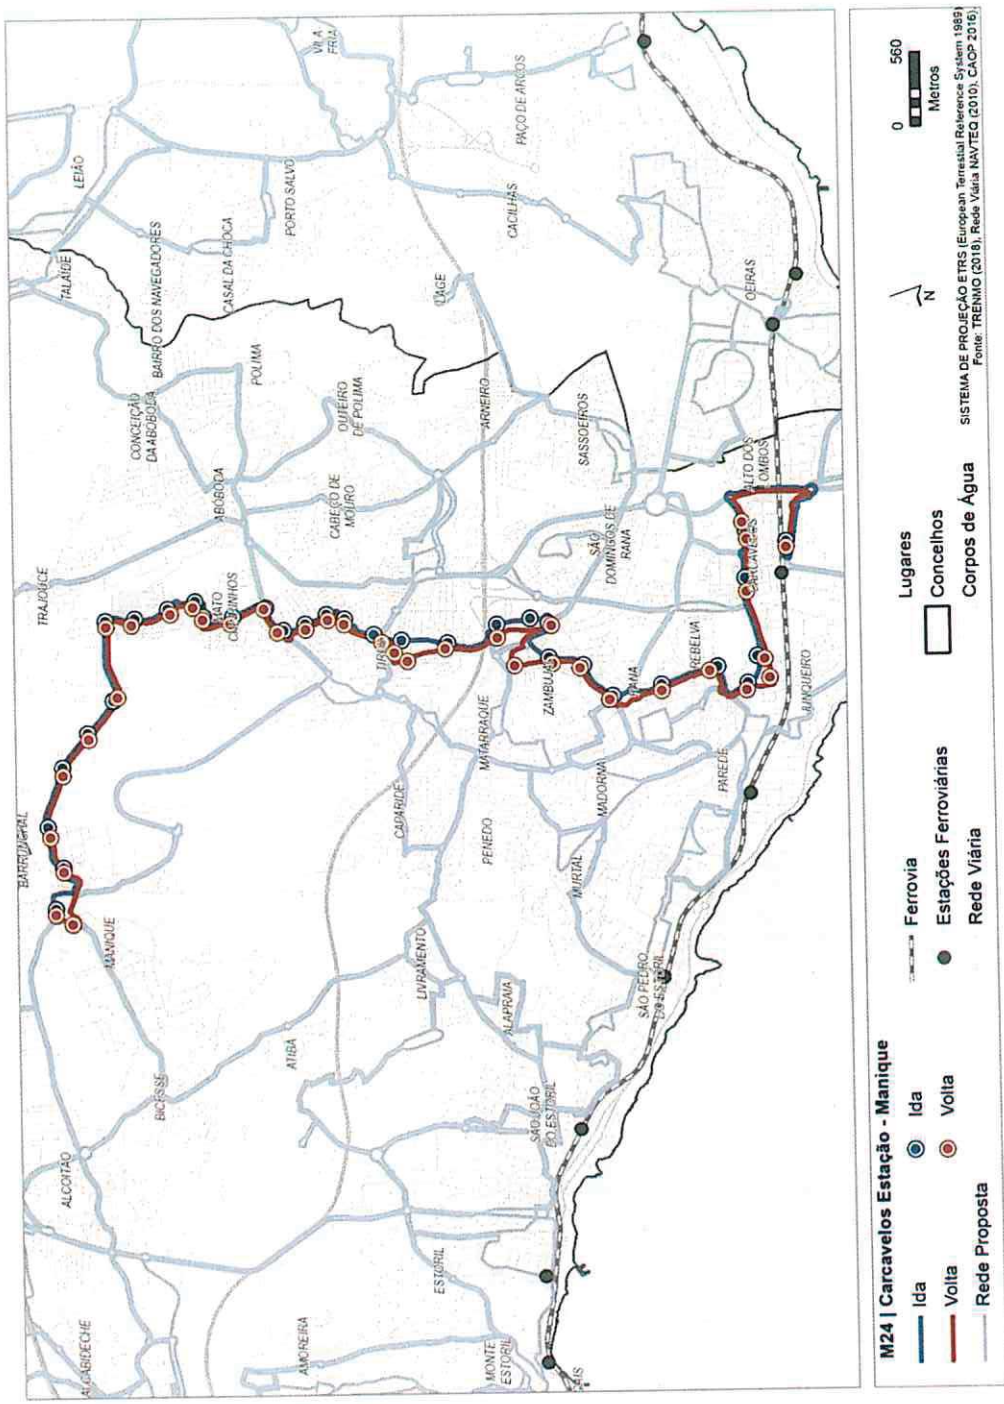 TRAJOUCE
TALAÍDE
LEIÃO
VILA
FRIA
BARRUNCHAL
ABÓBODA
CONCEIÇÃO
DA ABÓBODA
BAIRRO DOS NAVEGADORES
CASAL DA CHOCA
PORTO SALVO
POLIMA
MATO
MANIQUE
CABEÇO DE
MOURO
OUTEIRO
DE POLIMA
ALCOITÃO
BICESSE
ATIBÁ
CAPARIDE
LAGE
ARNEIRO
CACILHAS
PAÇO DE ARCOS
ALCABIDECHE
AMOREIRA
LIVRAMENTO
PENEDO
MATARRAQUE
ZAMBUJAL
SÃO
DOMINGOS DE
RANA
SASSOEIROS
ESTORIL
MONTE
ESTORIL
ALAPRAIA
SÃO JOÃO
DO ESTORIL
MURTAL
MADORNA
RANA
REBELVA
SÃO PEDRO
DO ESTORIL
PAREDE
JUNQUEIRO
CARCAVELOS
ALTO DOS
LOMBOS
OEIRAS
M24 | Carcavelos Estação - Manique
Ida
Volta
Rede Proposta
Ida
Volta
Ferrovia
Estações Ferroviárias
Rede Viária
Lugares
Concelhos
Corpos de Água
N
0 560
Metros
SISTEMA DE PROJEÇÃO ETRS (European Terrestial Reference System 1989)
Fonte: TRENMO (2018), Rede Viária NAVTEQ (2010), CAOP 2016).